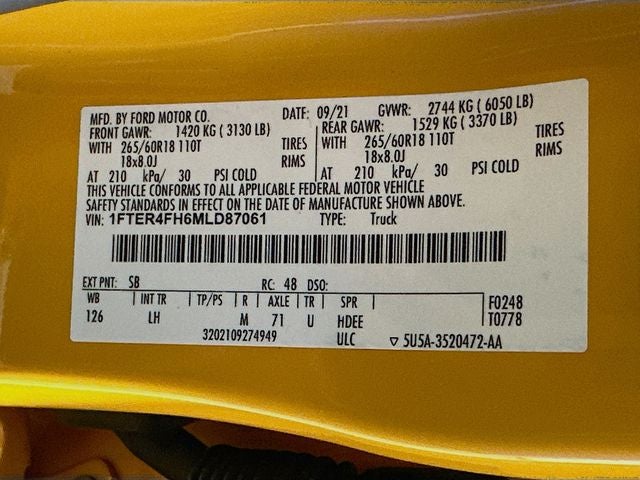 MFD. BY FORD MOTOR CO. DATE: 09/21 GVWR: 2744 KG ( 6050 LB)
FRONT GAWR: 1420 KG ( 3130 LB) REAR GAWR: 1529 KG ( 3370 LB)
WITH 265/60R18 110T TIRES WITH 265/60R18 110T TIRES
18x8.0J RIMS 18x8.0J RIMS
AT 210 kPa/ 30 PSI COLD AT 210 kPa/ 30 PSI COLD
THIS VEHICLE CONFORMS TO ALL APPLICABLE FEDERAL MOTOR VEHICLE
SAFETY STANDARDS IN EFFECT ON THE DATE OF MANUFACTURE SHOWN ABOVE.
VIN: 1FTER4FH6MLD87061 TYPE: Truck
EXT PNT: SB RC: 48 DSO:
WB INT TR TP/PS R AXLE TR SPR F0248
126 LH M 71 U HDEE T0778
3202109274949 ULC ▽ 5U5A-3520472-AA